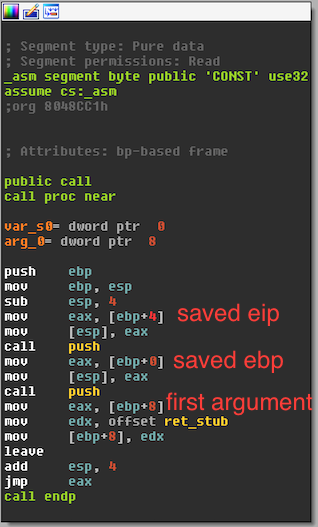 ; Segment type: Pure data
; Segment permissions: Read
_asm segment byte public 'CONST' use32
assume cs:_asm
;org 8048CC1h
; Attributes: bp-based frame
public call
call proc near
var_s0= dword ptr  0
arg_0= dword ptr  8
push ebp
mov ebp, esp
sub esp, 4
mov eax, [ebp+4] saved eip
mov [esp], eax
call push
mov eax, [ebp+0] saved ebp
mov [esp], eax
call push
mov eax, [ebp+8] first argument
mov edx, offset ret_stub
mov [ebp+8], edx
leave
add esp, 4
jmp eax
call endp